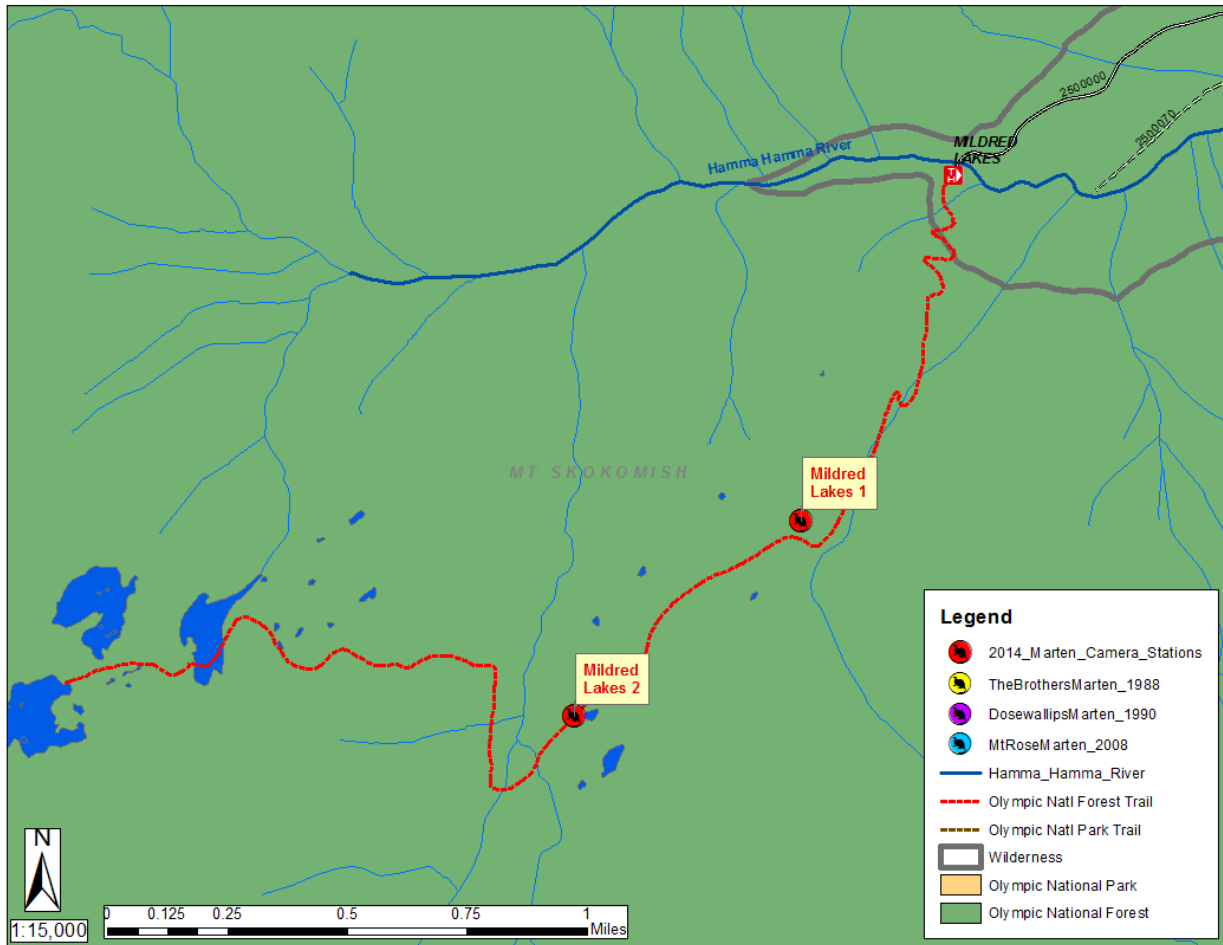 2500000
2500070
Hamma Hamma River
MILDRED
LAKES
T
H
Mildred
Lakes 1
MT SKOKOMISH
Mildred
Lakes 2
Legend
2014_Marten_Camera_Stations
TheBrothersMarten_1988
DosewallipsMarten_1990
MtRoseMarten_2008
Hamma_Hamma_River
Olympic Natl Forest Trail
Olympic Natl Park Trail
Wilderness
Olympic National Park
Olympic National Forest
N
1:15,000
0 0.125 0.25 0.5 0.75 1
Miles